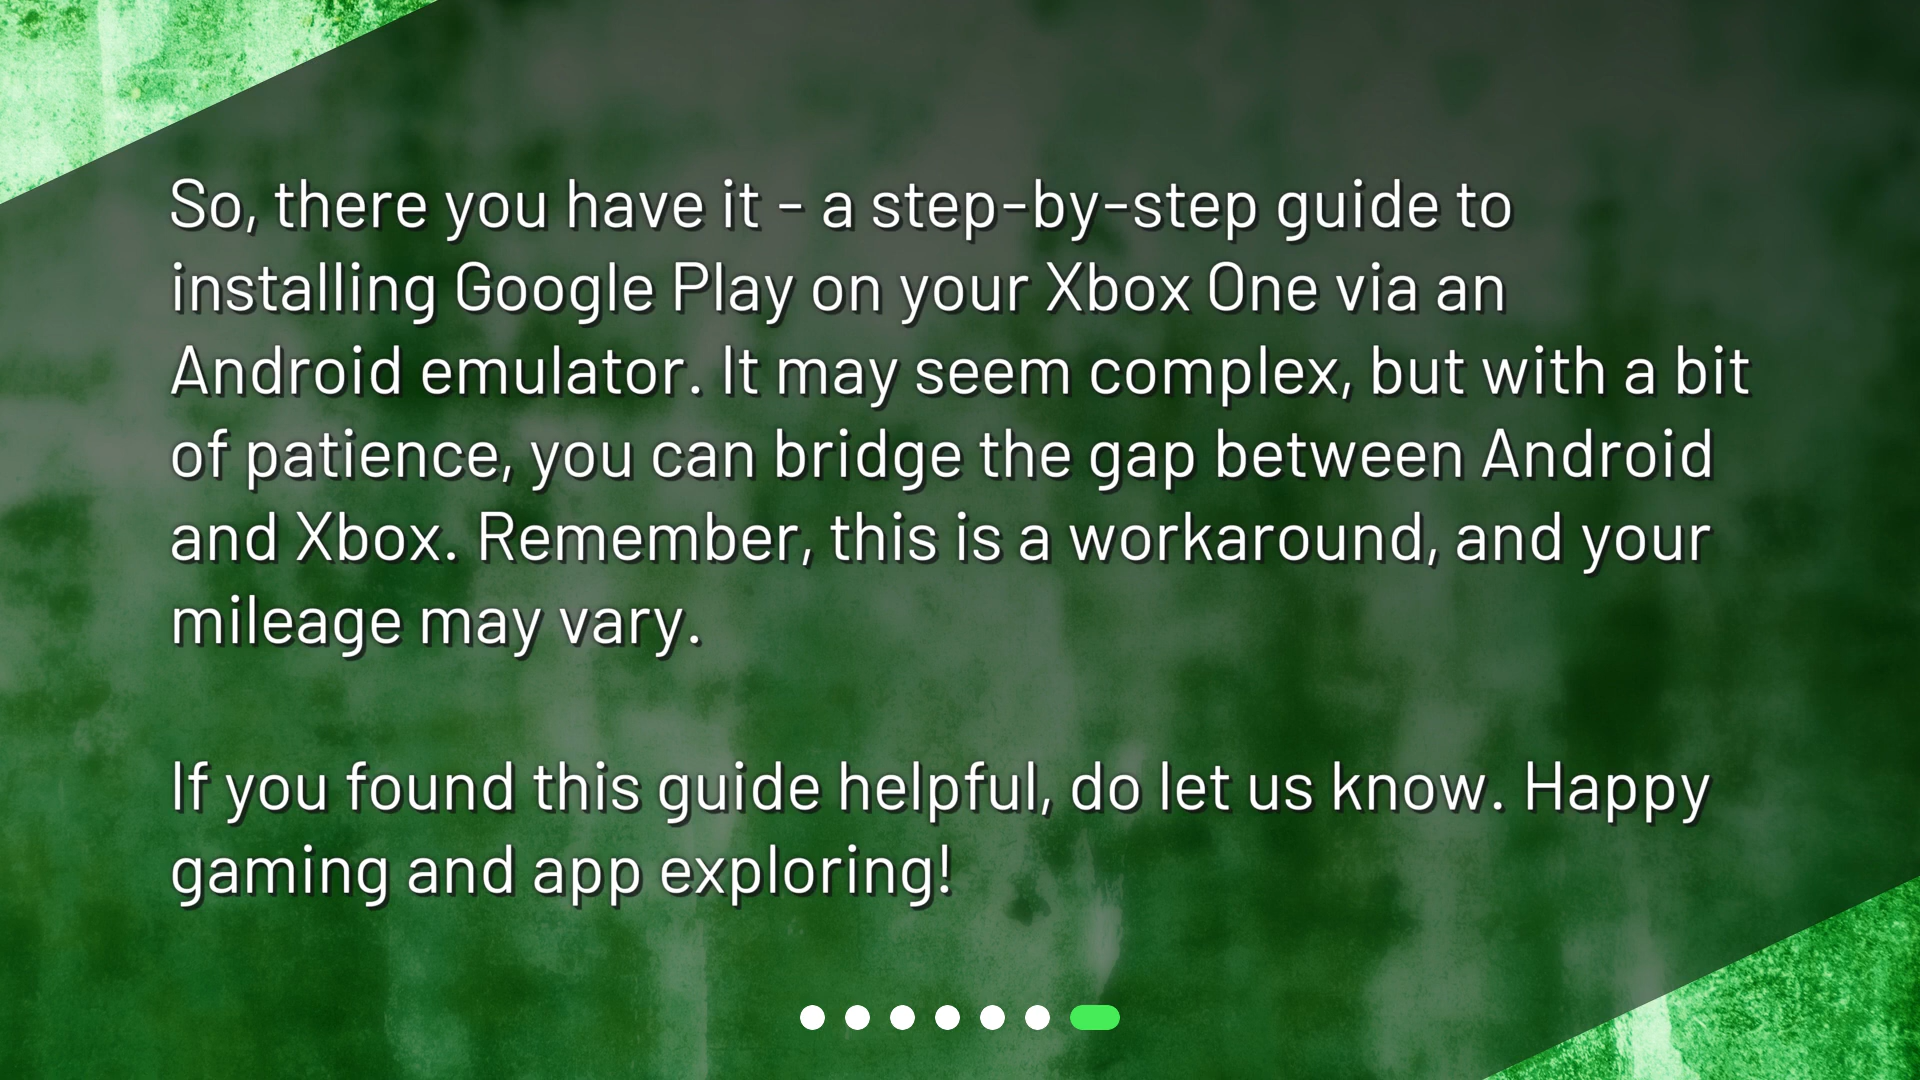 So, there you have it - a step-by-step guide to
installing Google Play on your Xbox One via an
Android emulator. It may seem complex, but with a bit
of patience, you can bridge the gap between Android
and Xbox. Remember, this is a workaround, and your
mileage may vary.
If you found this guide helpful, do let us know. Happy
gaming and app exploring!